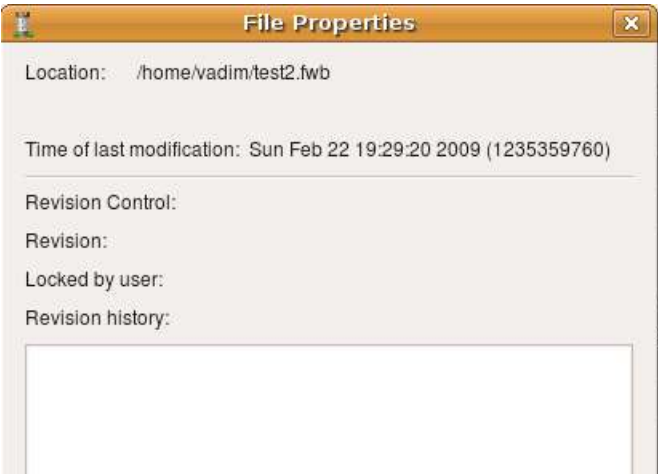 File Properties
Location: /home/vadim/test2.fwb
Time of last modification: Sun Feb 22 19:29:20 2009 (1235359760)
Revision Control:
Revision:
Locked by user:
Revision history: